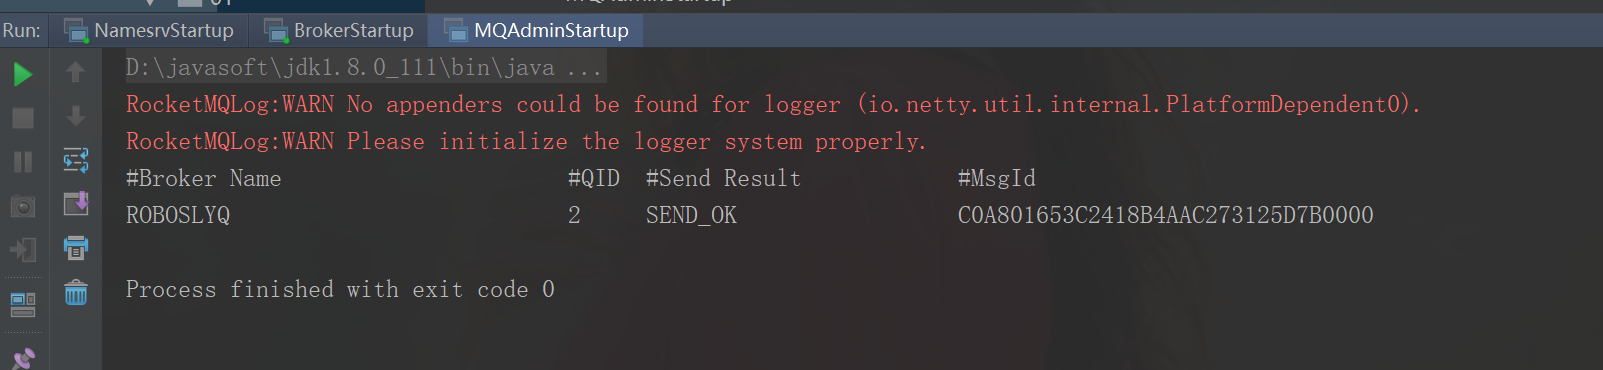 Run: NamesrvStartup BrokerStartup MQAdminStartup
D:\javasoft\jdk1.8.0_111\bin\java ...
RocketMQLog:WARN No appenders could be found for logger (io.netty.util.internal.PlatformDependent0).
RocketMQLog:WARN Please initialize the logger system properly.
#Broker Name #QID #Send Result #MsgId
ROBOSLYQ 2 SEND_OK C0A801653C2418B4AAC273125D7B0000
Process finished with exit code 0